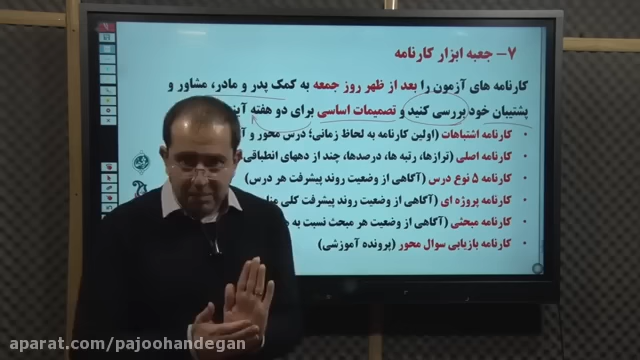 ۷- جعبه ابزار کارنامه
کارنامه های آزمون را بعد از ظهر روز جمعه به کمک پدر و مادر، مشاور و
پشتیبان خود بررسی کنید و تصمیمات اساسی برای دو هفته
• کارنامه اشتباهات (اولین کارنامه به لحاظ زمانی؛ درس محور و
• کارنامه اصلی (ترازها، رتبه ها، درصدها، چند از دههای انطباقی،
• کارنامه ۵ نوع درس (آگاهی از وضعیت روند پیشرفت هر درس)
• کارنامه پروژه ای (آگاهی از وضعیت روند پیشرفت کلی
• کارنامه مبحثی (آگاهی از وضعیت هر مبحث نسبت به
• کارنامه بازیابی سوال محور (پرونده آموزشی)
aparat.com/pajoohandegan